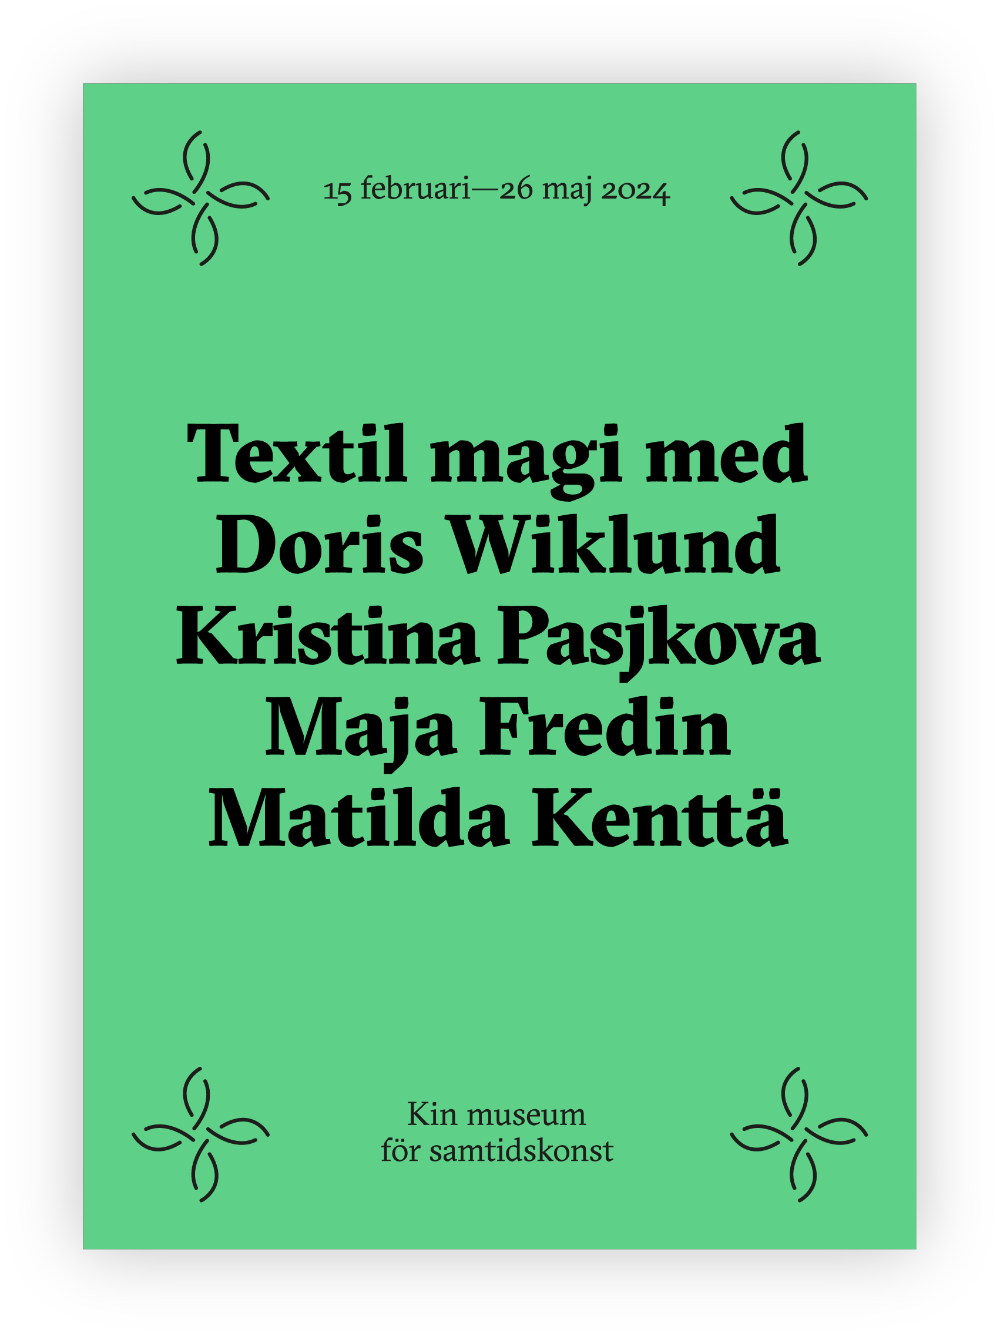 15 februari—26 maj 2024
Textil magi med
Doris Wiklund
Kristina Pasjkova
Maja Fredin
Matilda Kenttä
Kin museum
för samtidskonst